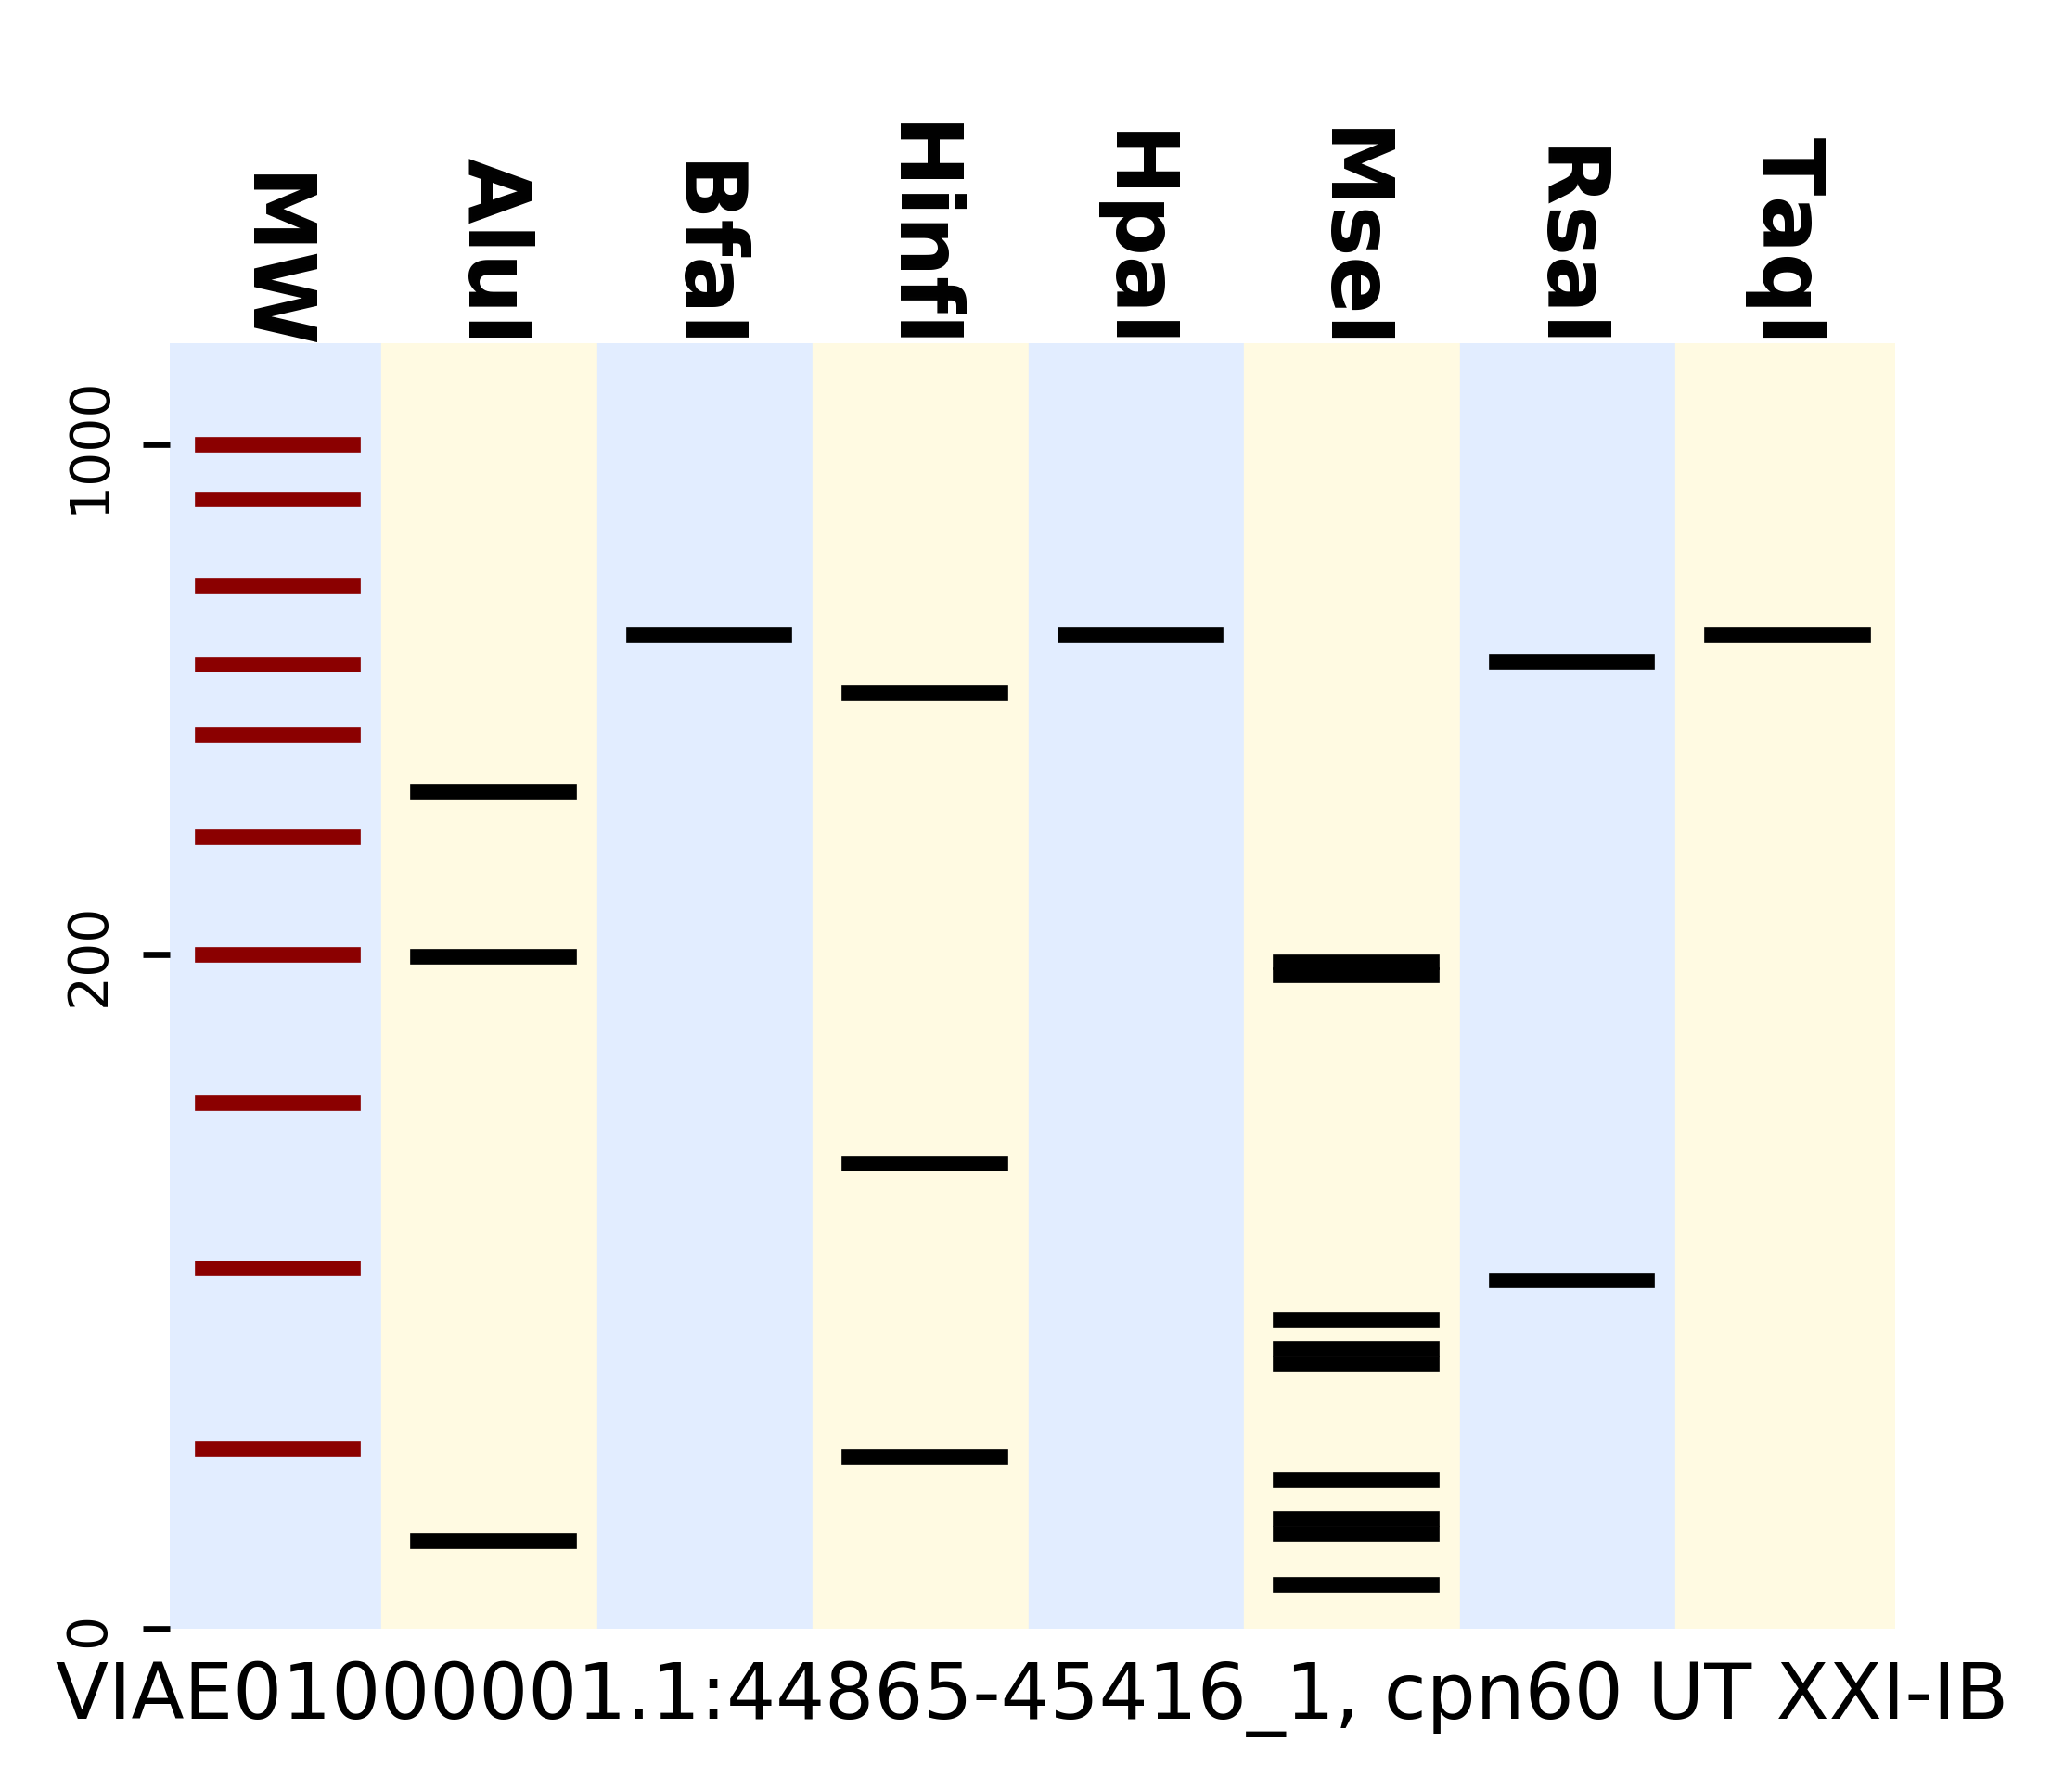 MW AluI BfaI HinfI HpaI MseI RsaI TaqI
1000
200
0
VIAE01000001.1:44865-45416_1, cpn60 UT XXI-IB